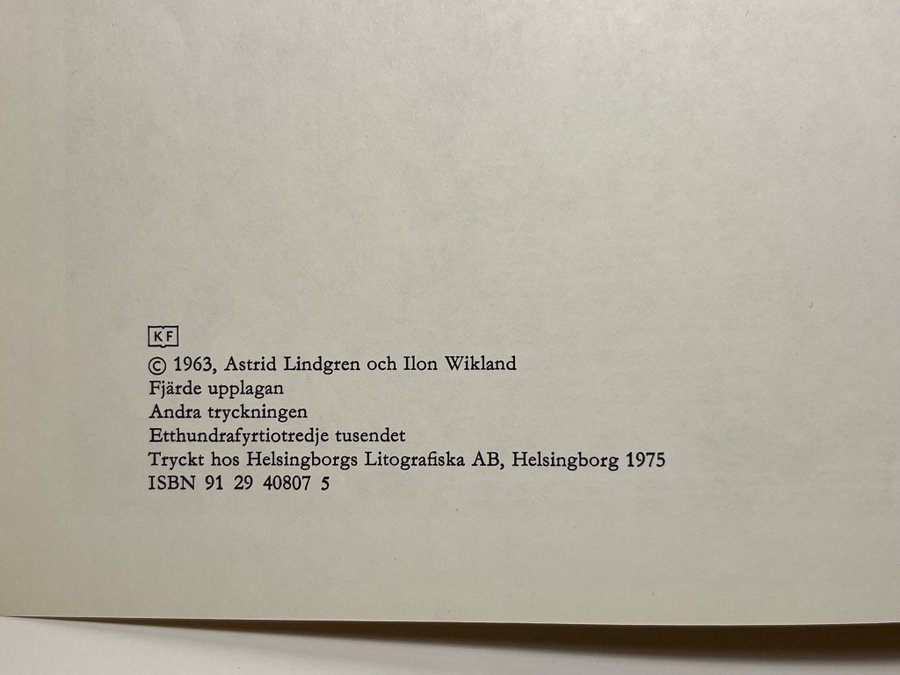 KF
© 1963, Astrid Lindgren och Ilon Wikland
Fjärde upplagan
Andra tryckningen
Etthundrafyrtiotredje tusendet
Tryckt hos Helsingborgs Litografiska AB, Helsingborg 1975
ISBN 91 29 40807 5